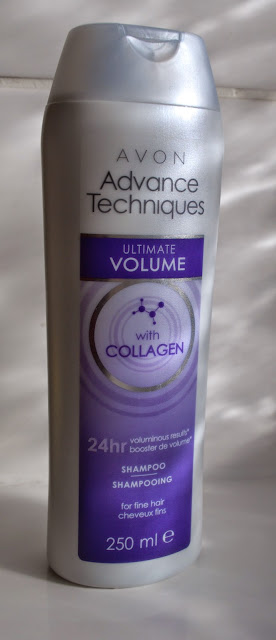 AVON
Advance
Techniques
ULTIMATE
VOLUME
with
COLLAGEN
24hr voluminous results*
booster de volume*
SHAMPOO
SHAMPOOING
for fine hair
cheveux fins
250 ml ℮